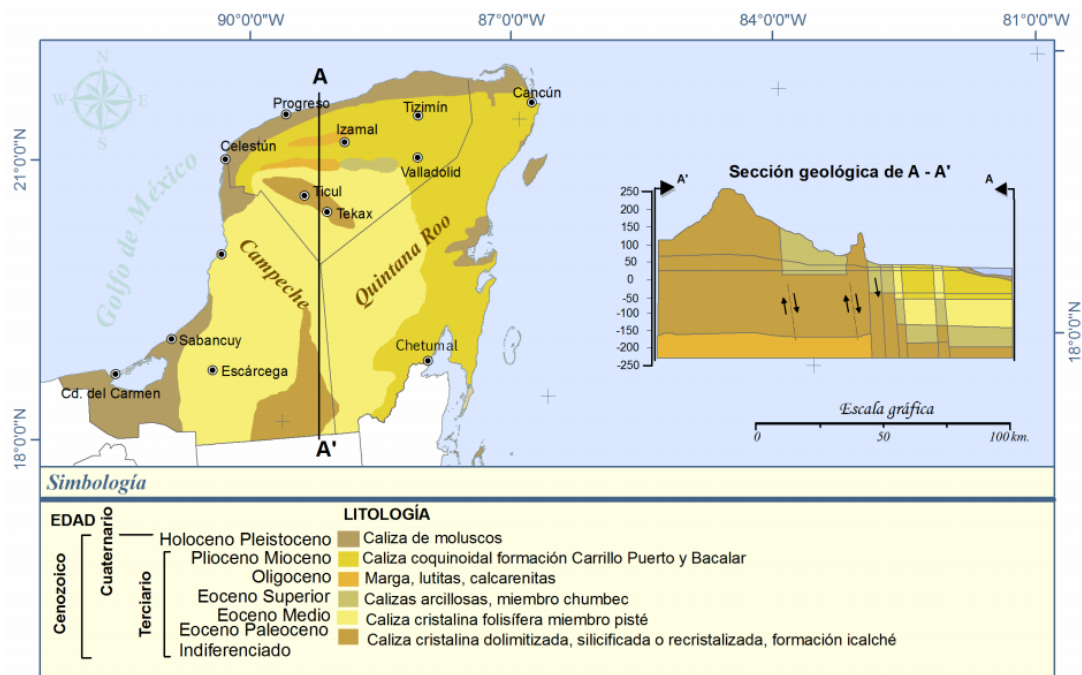 90°0'0"W 87°0'0"W 84°0'0"W 81°0'0"W
N
W E
S
A
Progreso
Cancún
Tizimín
Izamal
Celestún
Valladolid
21°0'0"N
Ticul
Tekax
Golfo de México
Campeche
Quintana Roo
Sabancuy
Chetumal
Escárcega
Cd. del Carmen
A'
18°0'0"N
Sección geológica de A - A'
A' A
250
200
150
100
50
0
-50
-100
-150
-200
-250
18°0'0"N
Escala gráfica
0 50 100 km.
Simbología
EDAD
LITOLOGÍA
Cenozoico
Cuaternario
Terciario
Holoceno Pleistoceno Caliza de moluscos
Plioceno Mioceno Caliza coquinoidal formación Carrillo Puerto y Bacalar
Oligoceno Marga, lutitas, calcarenitas
Eoceno Superior Calizas arcillosas, miembro chumbec
Eoceno Medio Caliza cristalina folisífera miembro pisté
Eoceno Paleoceno
Indiferenciado Caliza cristalina dolimitizada, silicificada o recristalizada, formación icalché